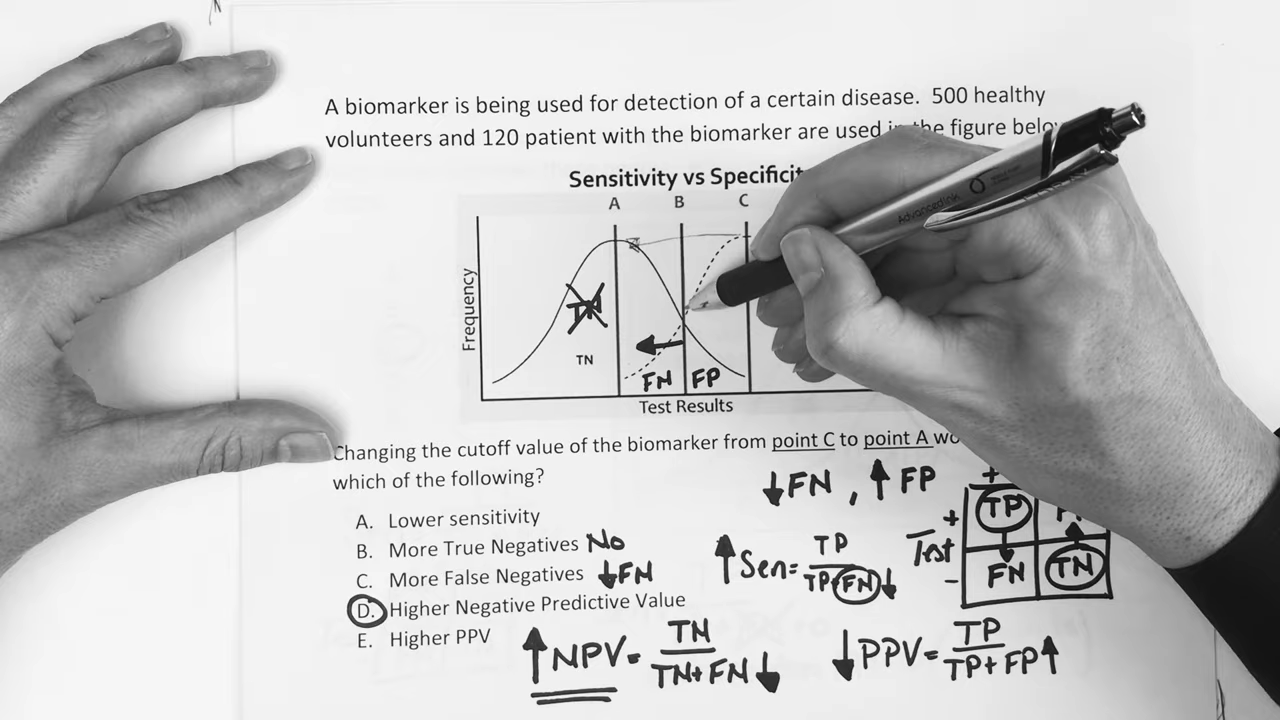 A biomarker is being used for detection of a certain disease. 500 healthy
volunteers and 120 patient with the biomarker are used in the figure below
Sensitivity vs
A B C
Frequency
TN
FN FP
Test Results
Changing the cutoff value of the biomarker from point C to point A
which of the following?
↓FN, ↑FP
A. Lower sensitivity
B. More True Negatives No
C. More False Negatives ↓FN
D. Higher Negative Predictive Value
E. Higher PPV
↑Sen= TP
TP+FN↓
Test
+
TP
- FN TN
↑NPV= TN
TN+FN↓
↓PPV= TP
TP+FP↑
AdvancedInk